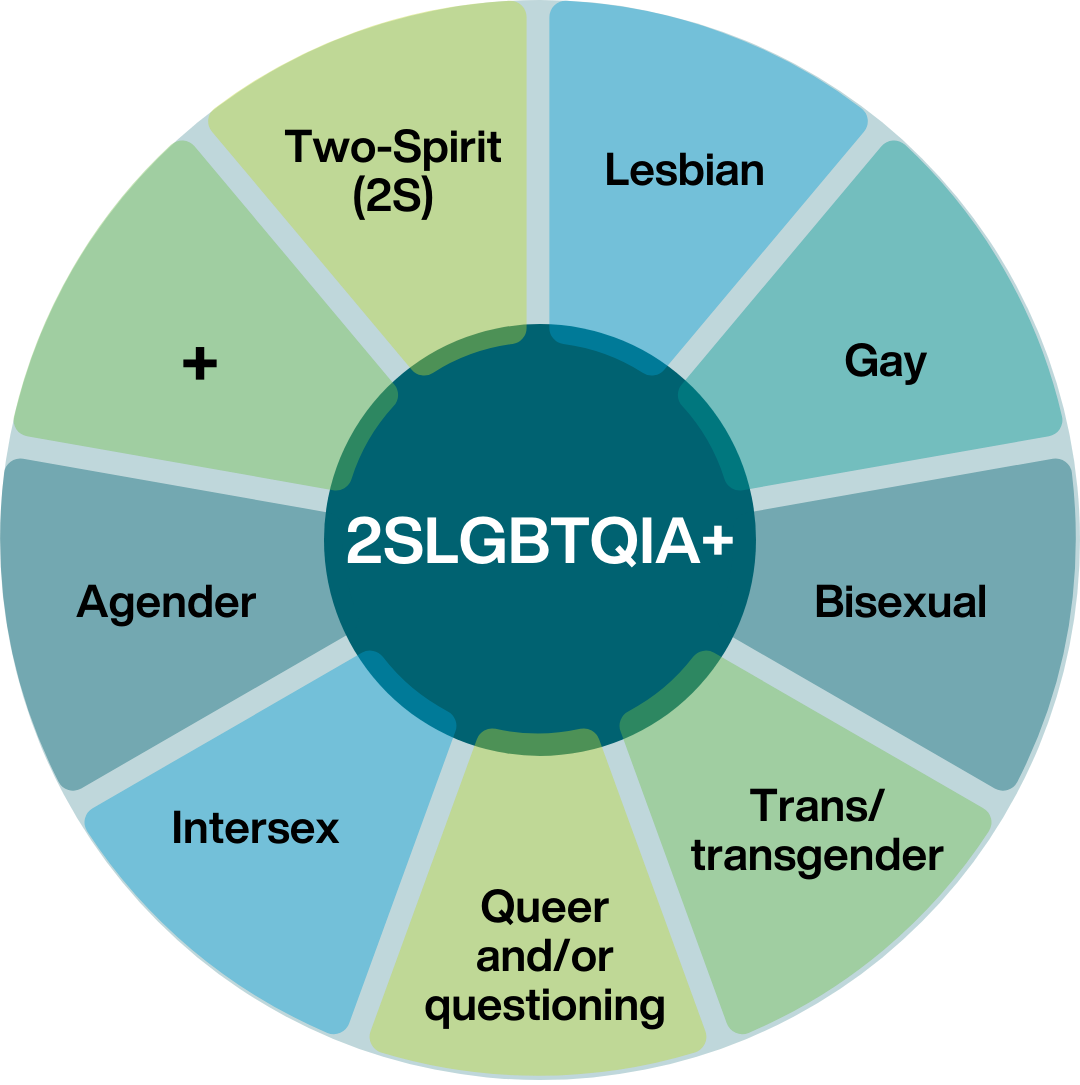 Two-Spirit
(2S)
Lesbian
Gay
Bisexual
Trans/
transgender
Queer
and/or
questioning
Intersex
Agender
+
2SLGBTQIA+